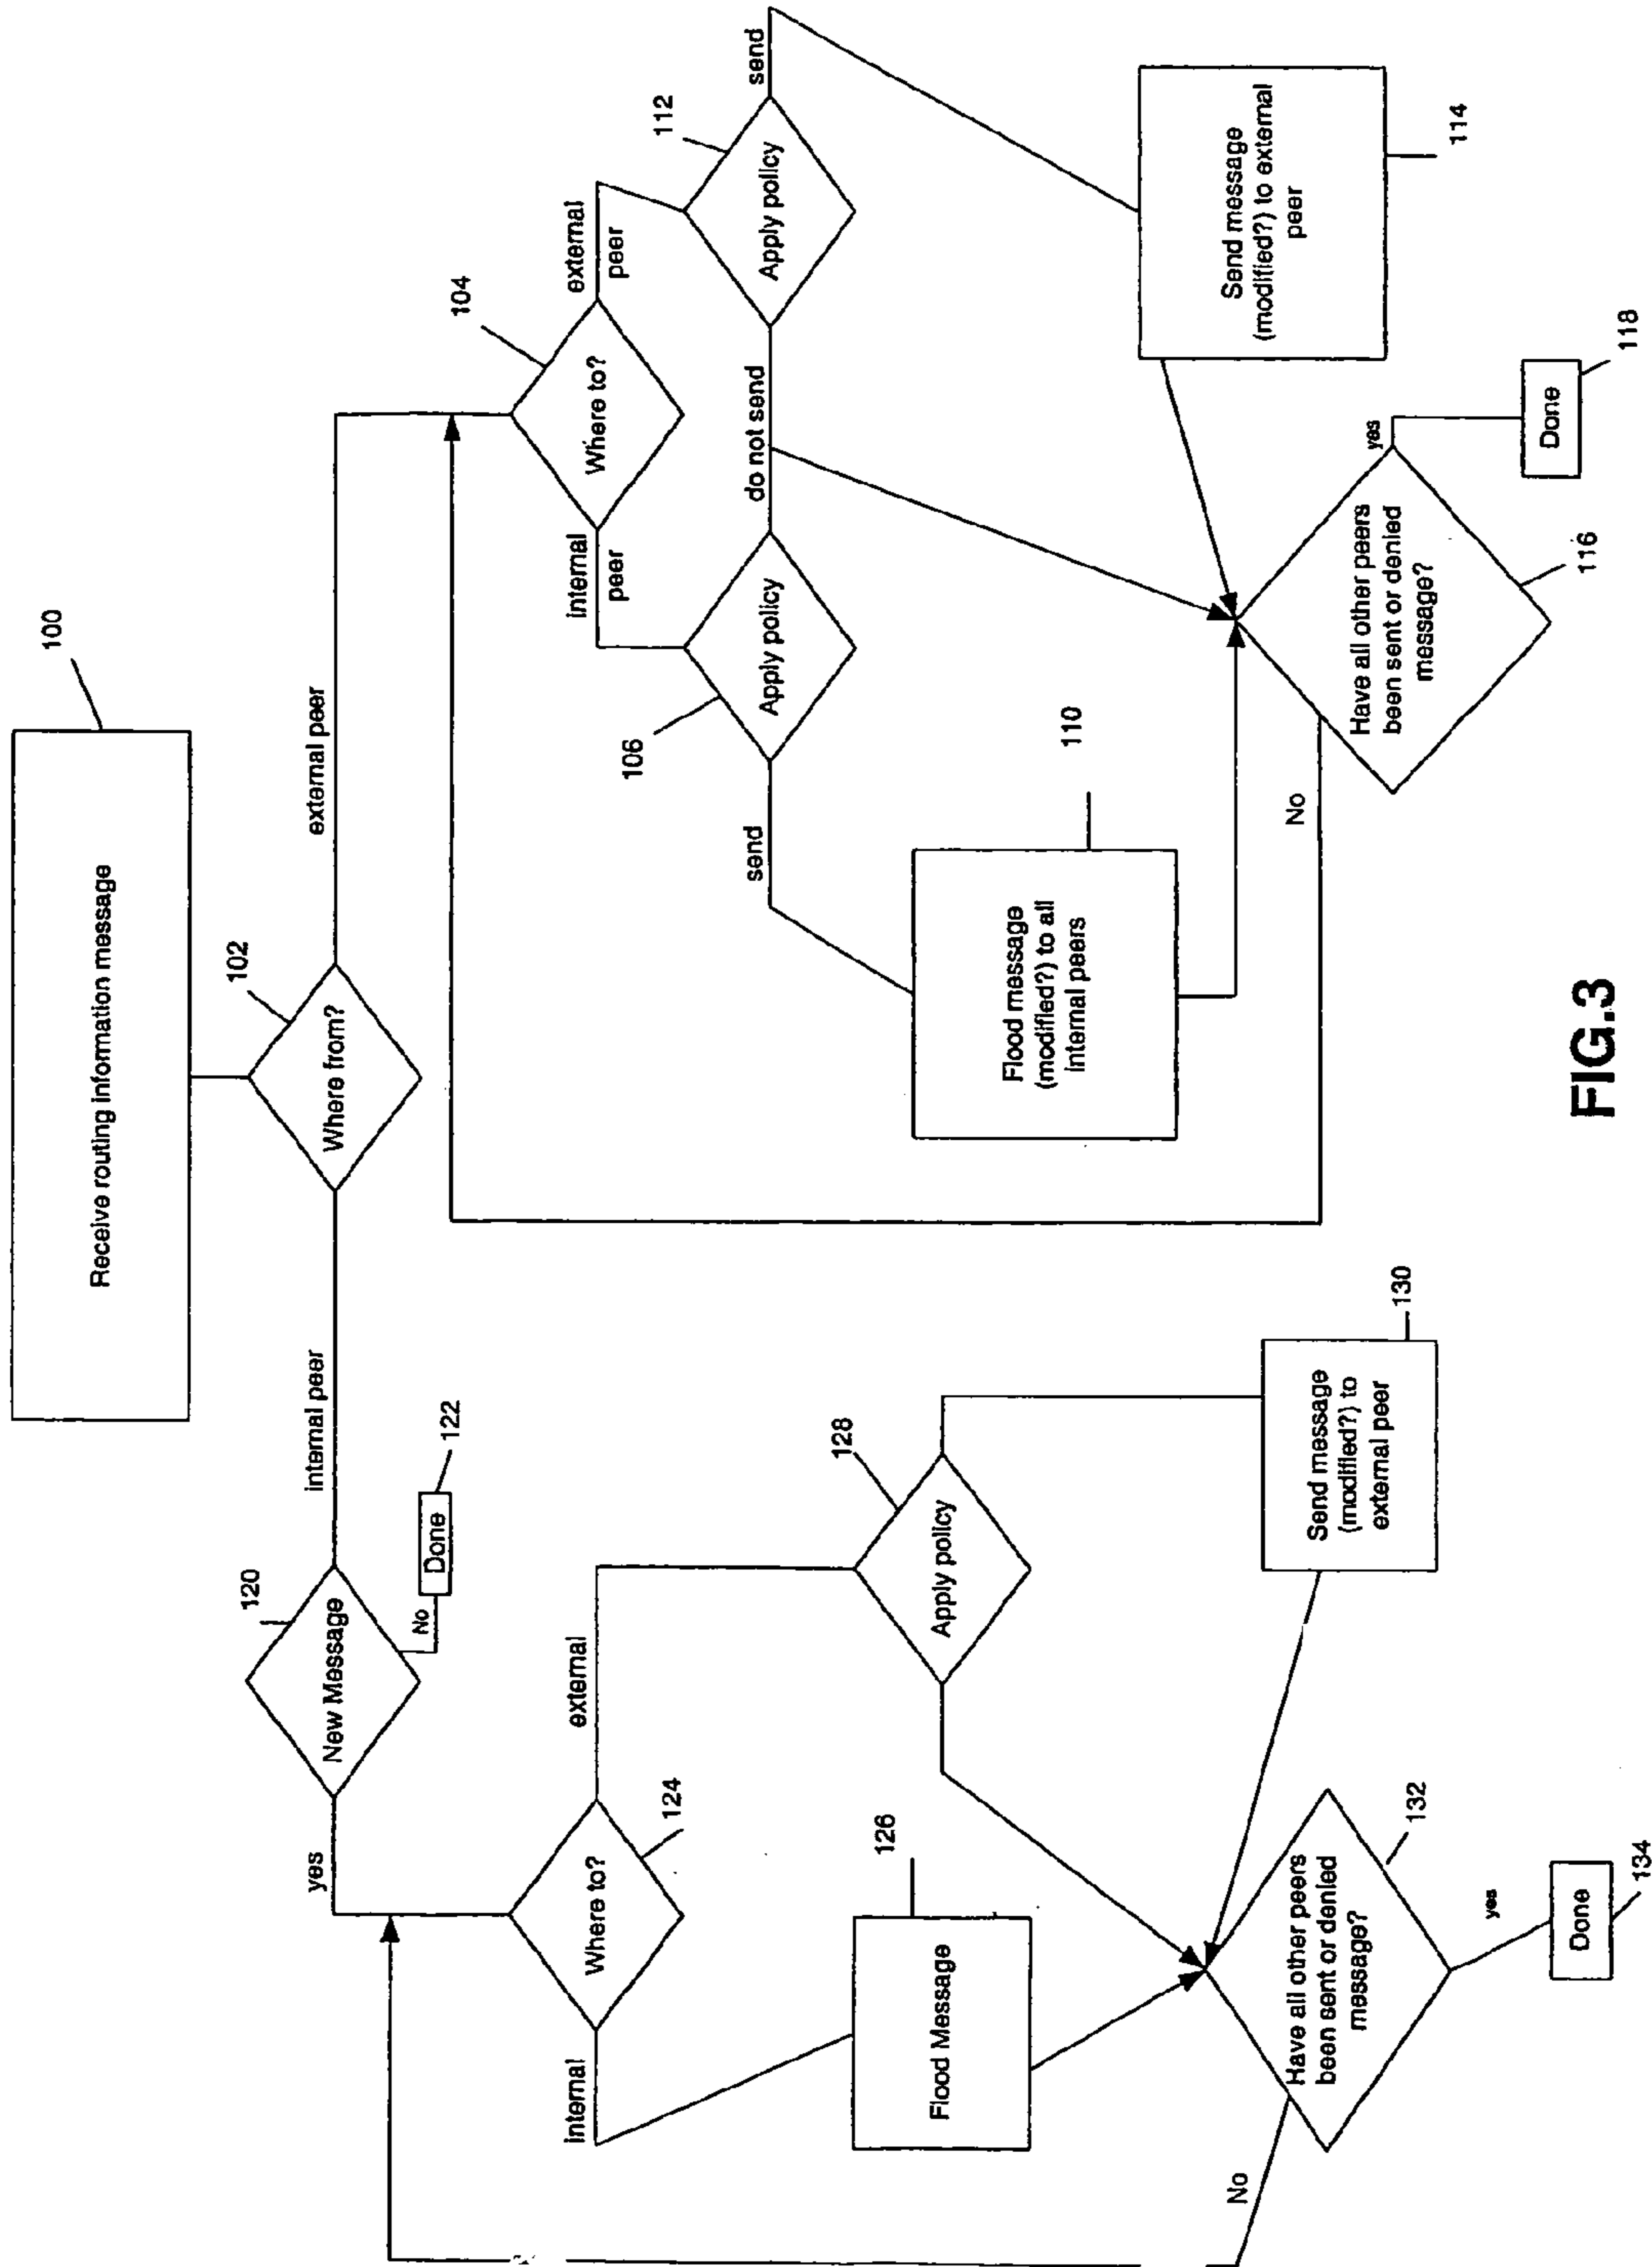 Receive routing information message
100
Where from?
102
internal peer
external peer
New Message
120
yes
No
Done
122
Where to?
124
internal
external
Flood Message
126
Apply policy
128
Send message
(modified?) to
external peer
130
Have all other peers
been sent or denied
message?
132
No
yes
Done
134
Where to?
104
internal
peer
external
peer
Apply policy
106
send
do not send
Apply policy
112
send
Flood message
(modified?) to all
internal peers
110
Send message
(modified?) to external
peer
114
Have all other peers
been sent or denied
message?
116
No
yes
Done
118
FIG.3